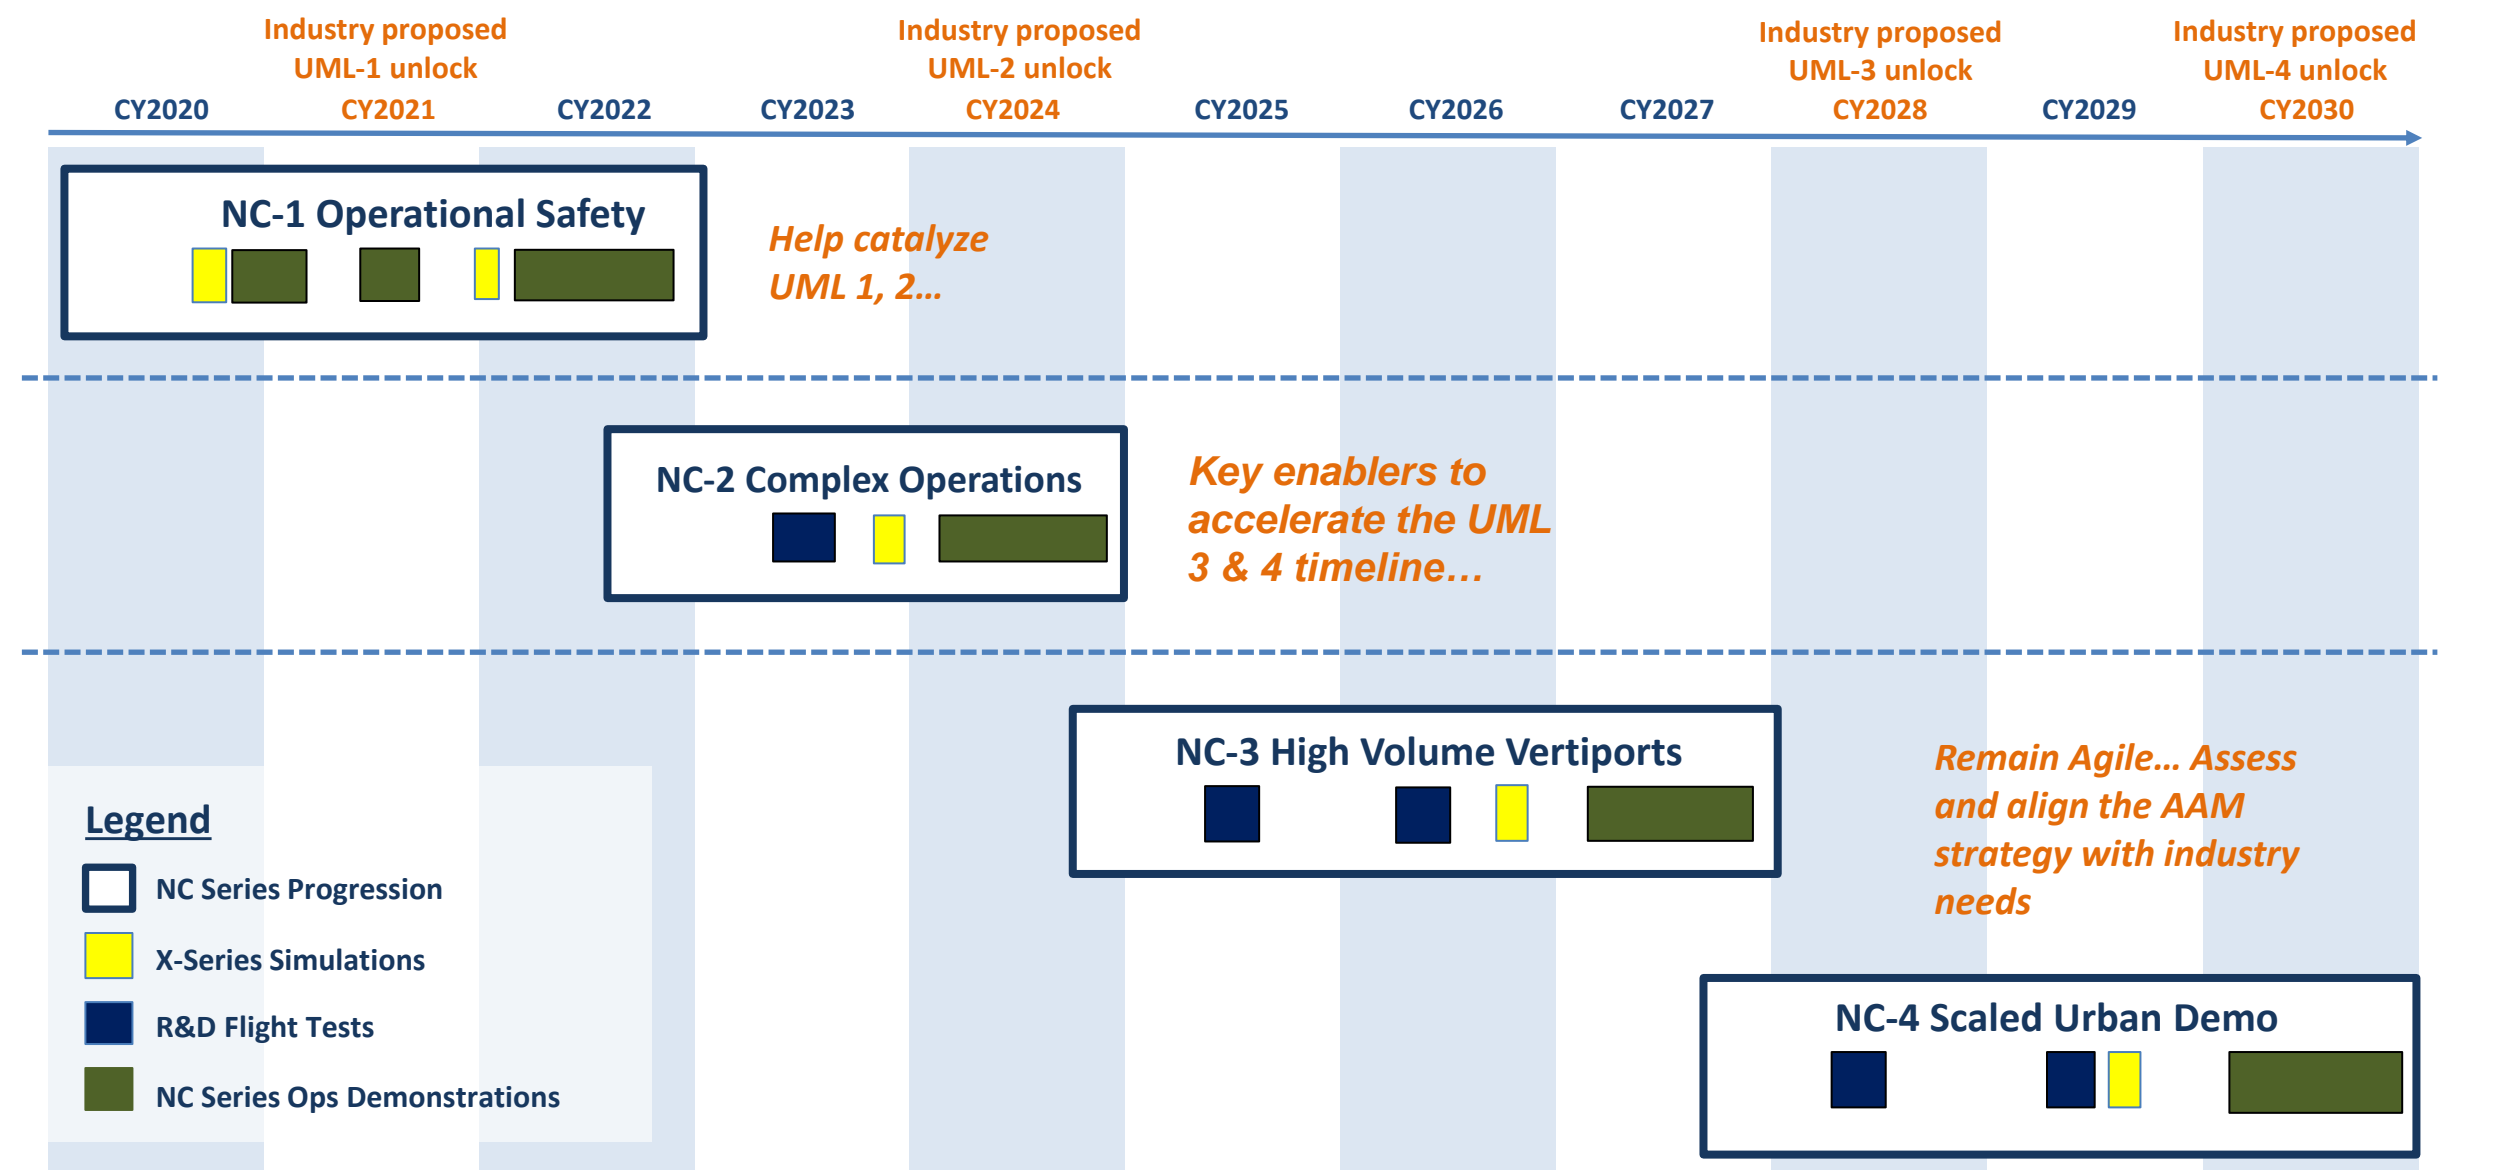 Industry proposed
UML-1 unlock
Industry proposed
UML-2 unlock
Industry proposed
UML-3 unlock
Industry proposed
UML-4 unlock
CY2020 CY2021 CY2022 CY2023 CY2024 CY2025 CY2026 CY2027 CY2028 CY2029 CY2030
NC-1 Operational Safety
Help catalyze
UML 1, 2…
NC-2 Complex Operations
Key enablers to
accelerate the UML
3 & 4 timeline…
NC-3 High Volume Vertiports
Remain Agile… Assess
and align the AAM
strategy with industry
needs
NC-4 Scaled Urban Demo
Legend
NC Series Progression
X-Series Simulations
R&D Flight Tests
NC Series Ops Demonstrations